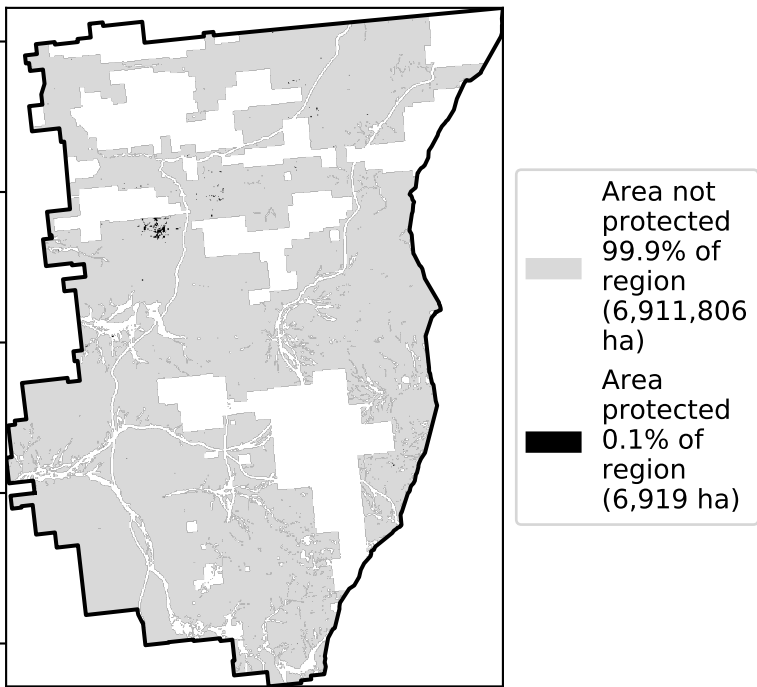 Area not
protected
99.9% of
region
(6,911,806
ha)
Area
protected
0.1% of
region
(6,919 ha)